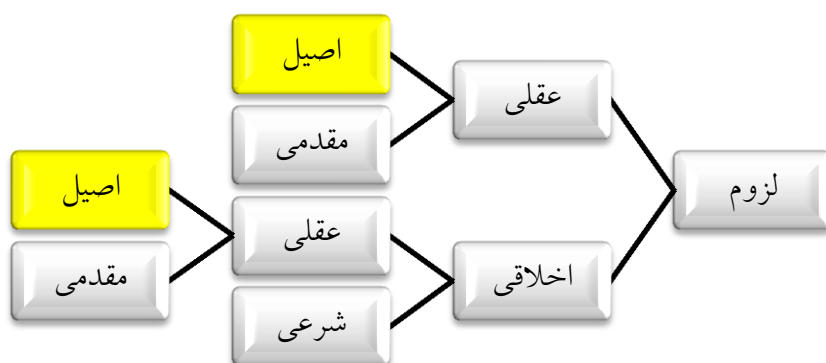 لزوم
عقلی
اصیل
مقدمی
اخلاقی
عقلی
اصیل
مقدمی
شرعی